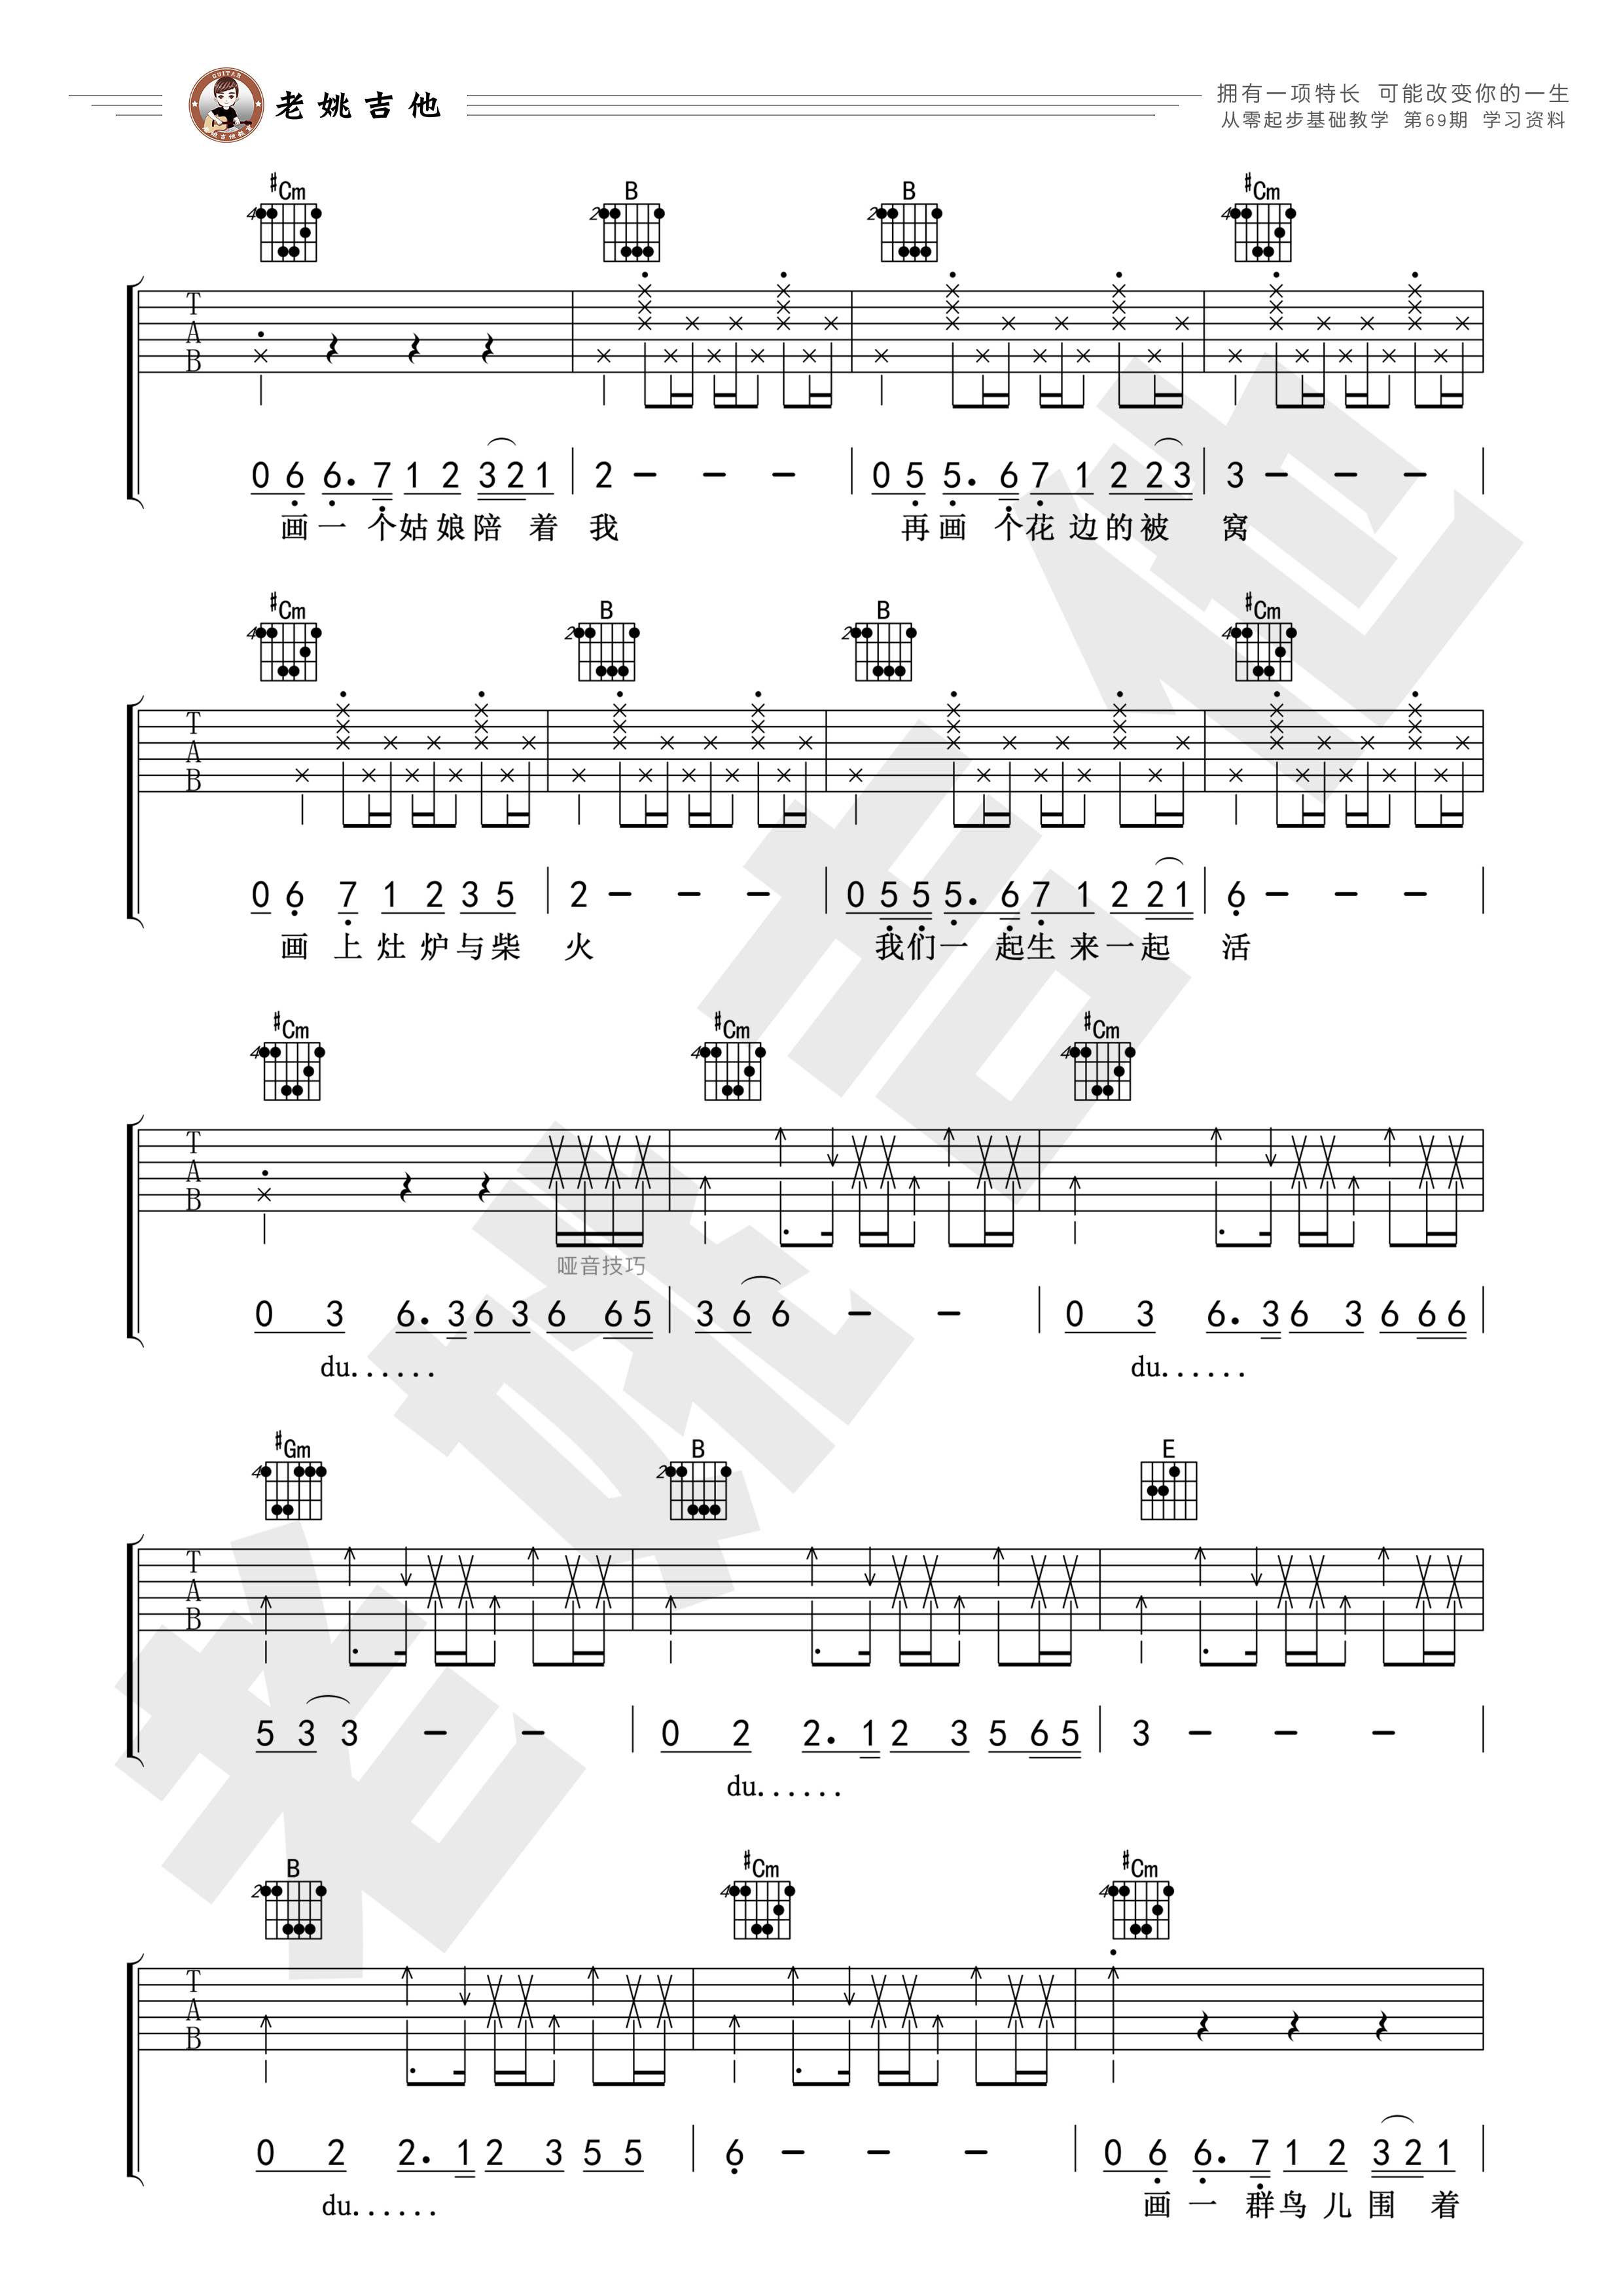 GUITAR
老姚吉他教室
老姚吉他
拥有一项特长 可能改变你的一生
从零起步基础教学 第69期 学习资料
#Cm B B #Cm
4 2 2 4
T
A
B
0 6 6. 7 1 2 3 2 1 | 2 - - - | 0 5 5. 6 7 1 2 2 3 | 3 - - -
画一 个姑娘陪 着 我 再画 个花 边的被 窝
#Cm B B #Cm
4 2 2 4
T
A
B
0 6 7 1 2 3 5 | 2 - - - | 0 5 5 5. 6 7 1 2 2 1 | 6 - - -
画 上 灶 炉与柴 火 我们一 起生 来一起 活
#Cm #Cm #Cm
4 4 4
T
A
B
哑音技巧
0 3 6. 3 6 3 6 6 5 | 3 6 6 - - | 0 3 6. 3 6 3 6 6 6
du...... du......
#Gm B E
4 2
T
A
B
5 3 3 - - | 0 2 2. 1 2 3 5 6 5 | 3 - - -
du......
B #Cm #Cm
2 4 4
T
A
B
0 2 2. 1 2 3 5 5 | 6 - - - | 0 6 6. 7 1 2 3 2 1
du...... 画 一 群鸟 儿 围 着
老姚吉他